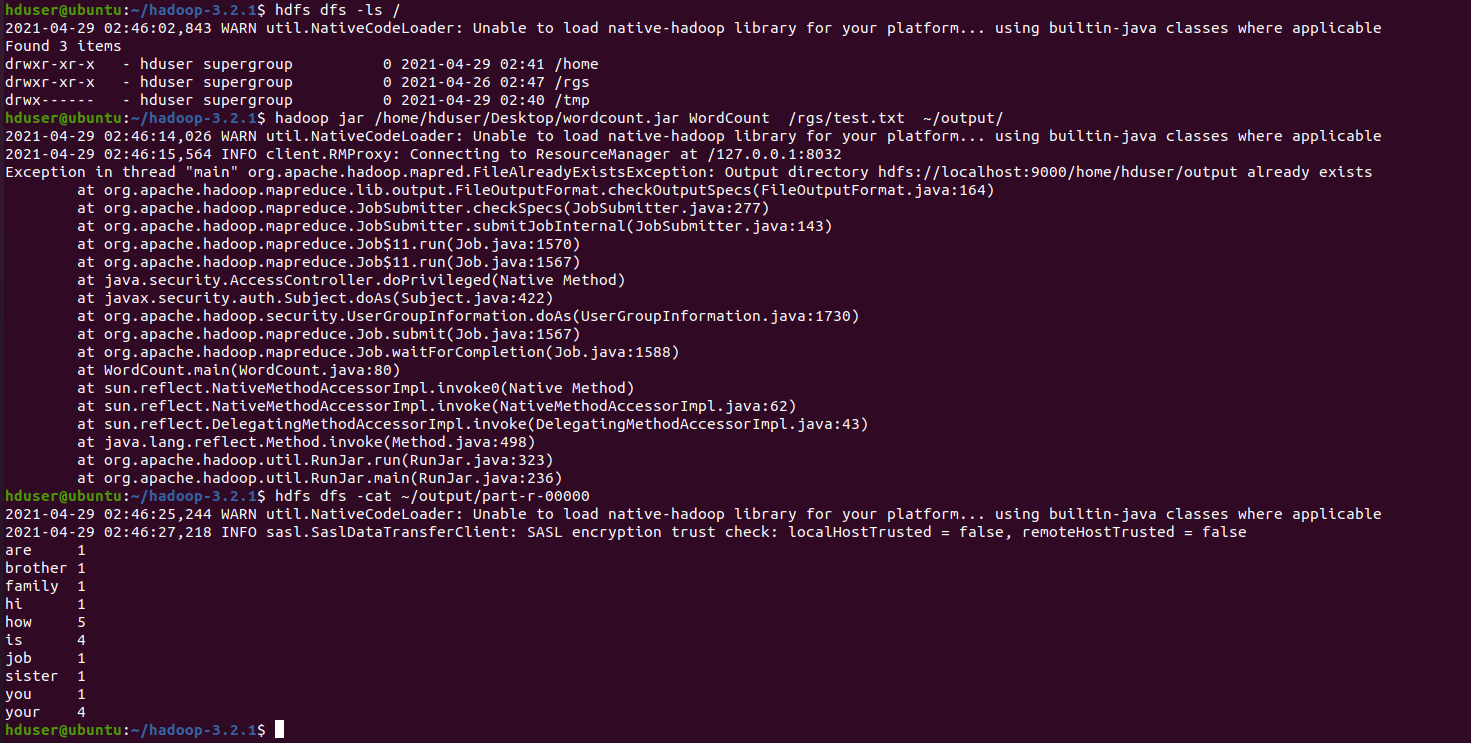 hduser@ubuntu:~/hadoop-3.2.1$ hdfs dfs -ls /
2021-04-29 02:46:02,843 WARN util.NativeCodeLoader: Unable to load native-hadoop library for your platform... using builtin-java classes where applicable
Found 3 items
drwxr-xr-x   - hduser supergroup          0 2021-04-29 02:41 /home
drwxr-xr-x   - hduser supergroup          0 2021-04-26 02:47 /rgs
drwx------   - hduser supergroup          0 2021-04-29 02:40 /tmp
hduser@ubuntu:~/hadoop-3.2.1$ hadoop jar /home/hduser/Desktop/wordcount.jar WordCount  /rgs/test.txt  ~/output/
2021-04-29 02:46:14,026 WARN util.NativeCodeLoader: Unable to load native-hadoop library for your platform... using builtin-java classes where applicable
2021-04-29 02:46:15,564 INFO client.RMProxy: Connecting to ResourceManager at /127.0.0.1:8032
Exception in thread "main" org.apache.hadoop.mapred.FileAlreadyExistsException: Output directory hdfs://localhost:9000/home/hduser/output already exists
        at org.apache.hadoop.mapreduce.lib.output.FileOutputFormat.checkOutputSpecs(FileOutputFormat.java:164)
        at org.apache.hadoop.mapreduce.JobSubmitter.checkSpecs(JobSubmitter.java:277)
        at org.apache.hadoop.mapreduce.JobSubmitter.submitJobInternal(JobSubmitter.java:143)
        at org.apache.hadoop.mapreduce.Job$11.run(Job.java:1570)
        at org.apache.hadoop.mapreduce.Job$11.run(Job.java:1567)
        at java.security.AccessController.doPrivileged(Native Method)
        at javax.security.auth.Subject.doAs(Subject.java:422)
        at org.apache.hadoop.security.UserGroupInformation.doAs(UserGroupInformation.java:1730)
        at org.apache.hadoop.mapreduce.Job.submit(Job.java:1567)
        at org.apache.hadoop.mapreduce.Job.waitForCompletion(Job.java:1588)
        at WordCount.main(WordCount.java:80)
        at sun.reflect.NativeMethodAccessorImpl.invoke0(Native Method)
        at sun.reflect.NativeMethodAccessorImpl.invoke(NativeMethodAccessorImpl.java:62)
        at sun.reflect.DelegatingMethodAccessorImpl.invoke(DelegatingMethodAccessorImpl.java:43)
        at java.lang.reflect.Method.invoke(Method.java:498)
        at org.apache.hadoop.util.RunJar.run(RunJar.java:323)
        at org.apache.hadoop.util.RunJar.main(RunJar.java:236)
hduser@ubuntu:~/hadoop-3.2.1$ hdfs dfs -cat ~/output/part-r-00000
2021-04-29 02:46:25,244 WARN util.NativeCodeLoader: Unable to load native-hadoop library for your platform... using builtin-java classes where applicable
2021-04-29 02:46:27,218 INFO sasl.SaslDataTransferClient: SASL encryption trust check: localHostTrusted = false, remoteHostTrusted = false
are     1
brother 1
family  1
hi      1
how     5
is      4
job     1
sister  1
you     1
your    4
hduser@ubuntu:~/hadoop-3.2.1$